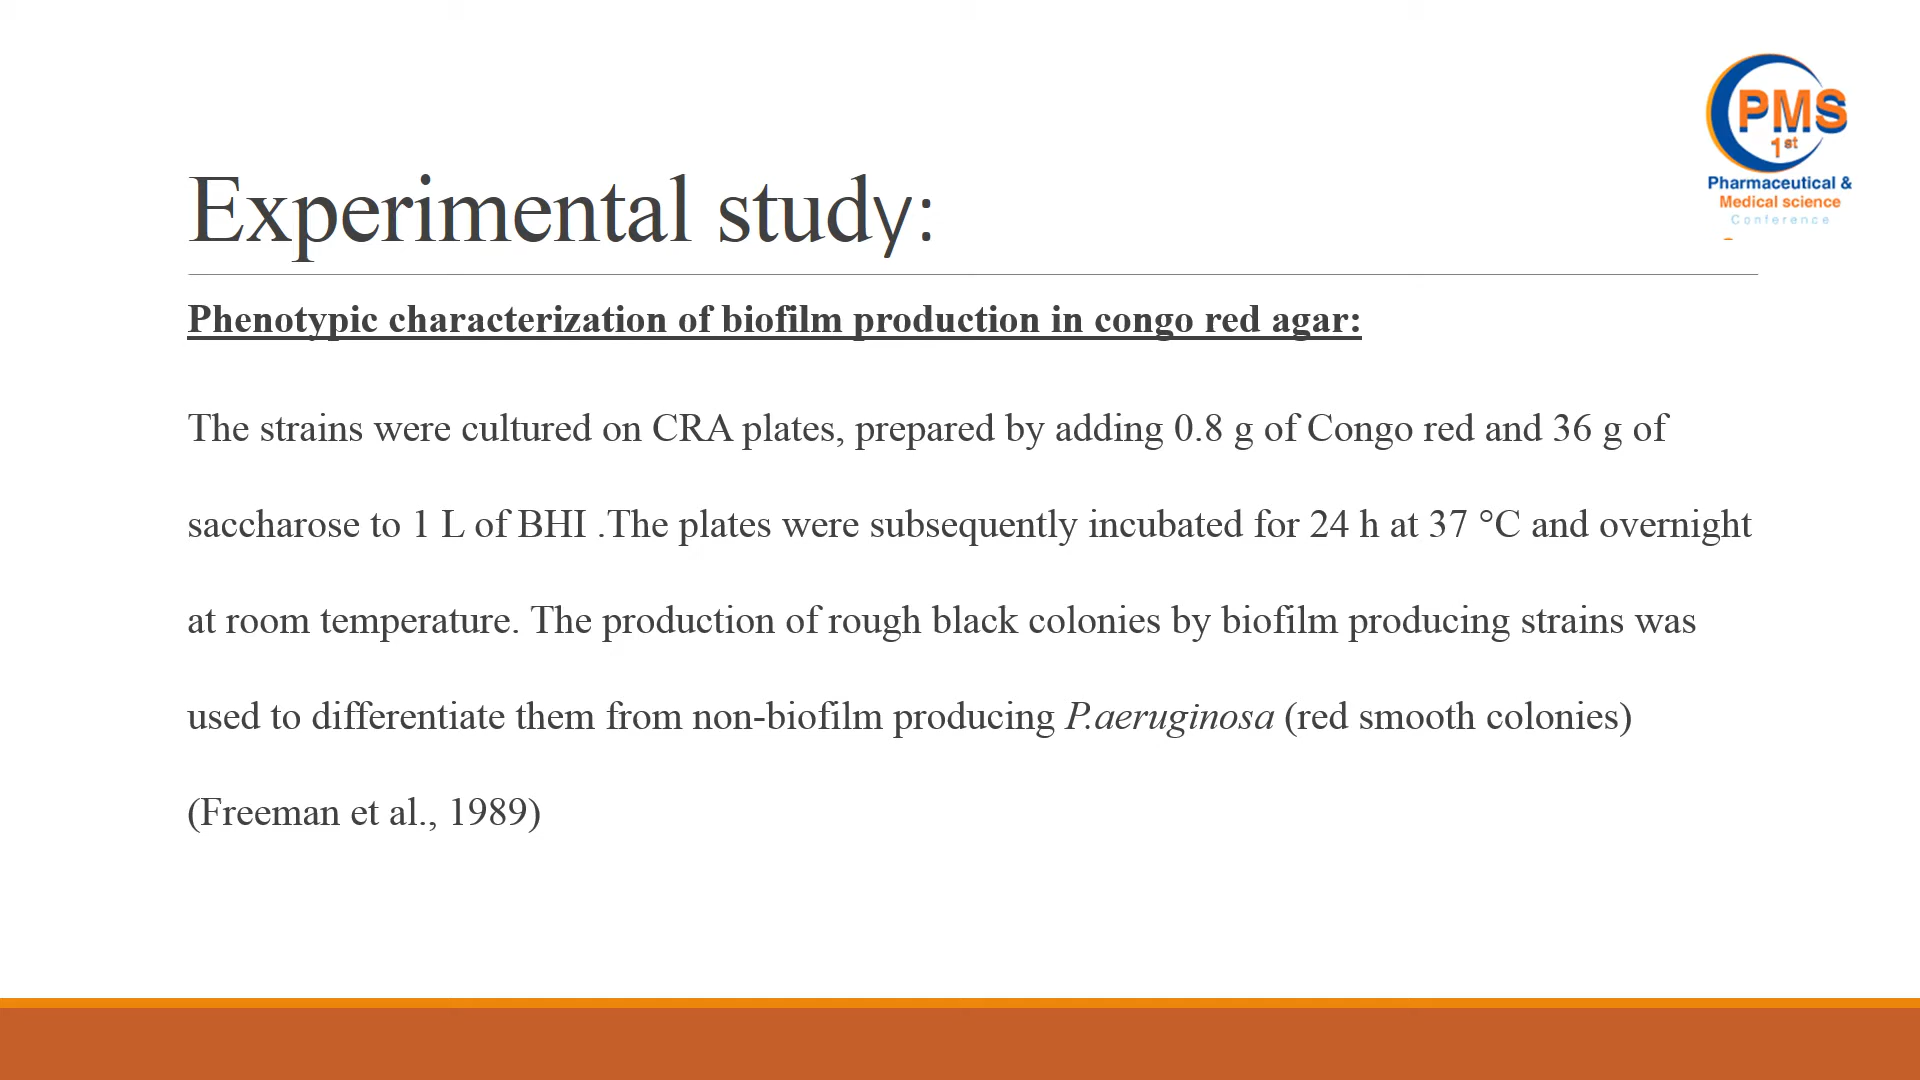 PMS
1st
Pharmaceutical &
Medical science
Conference
Experimental study:
Phenotypic characterization of biofilm production in congo red agar:
The strains were cultured on CRA plates, prepared by adding 0.8 g of Congo red and 36 g of
saccharose to 1 L of BHI .The plates were subsequently incubated for 24 h at 37 °C and overnight
at room temperature. The production of rough black colonies by biofilm producing strains was
used to differentiate them from non-biofilm producing P.aeruginosa (red smooth colonies)
(Freeman et al., 1989)